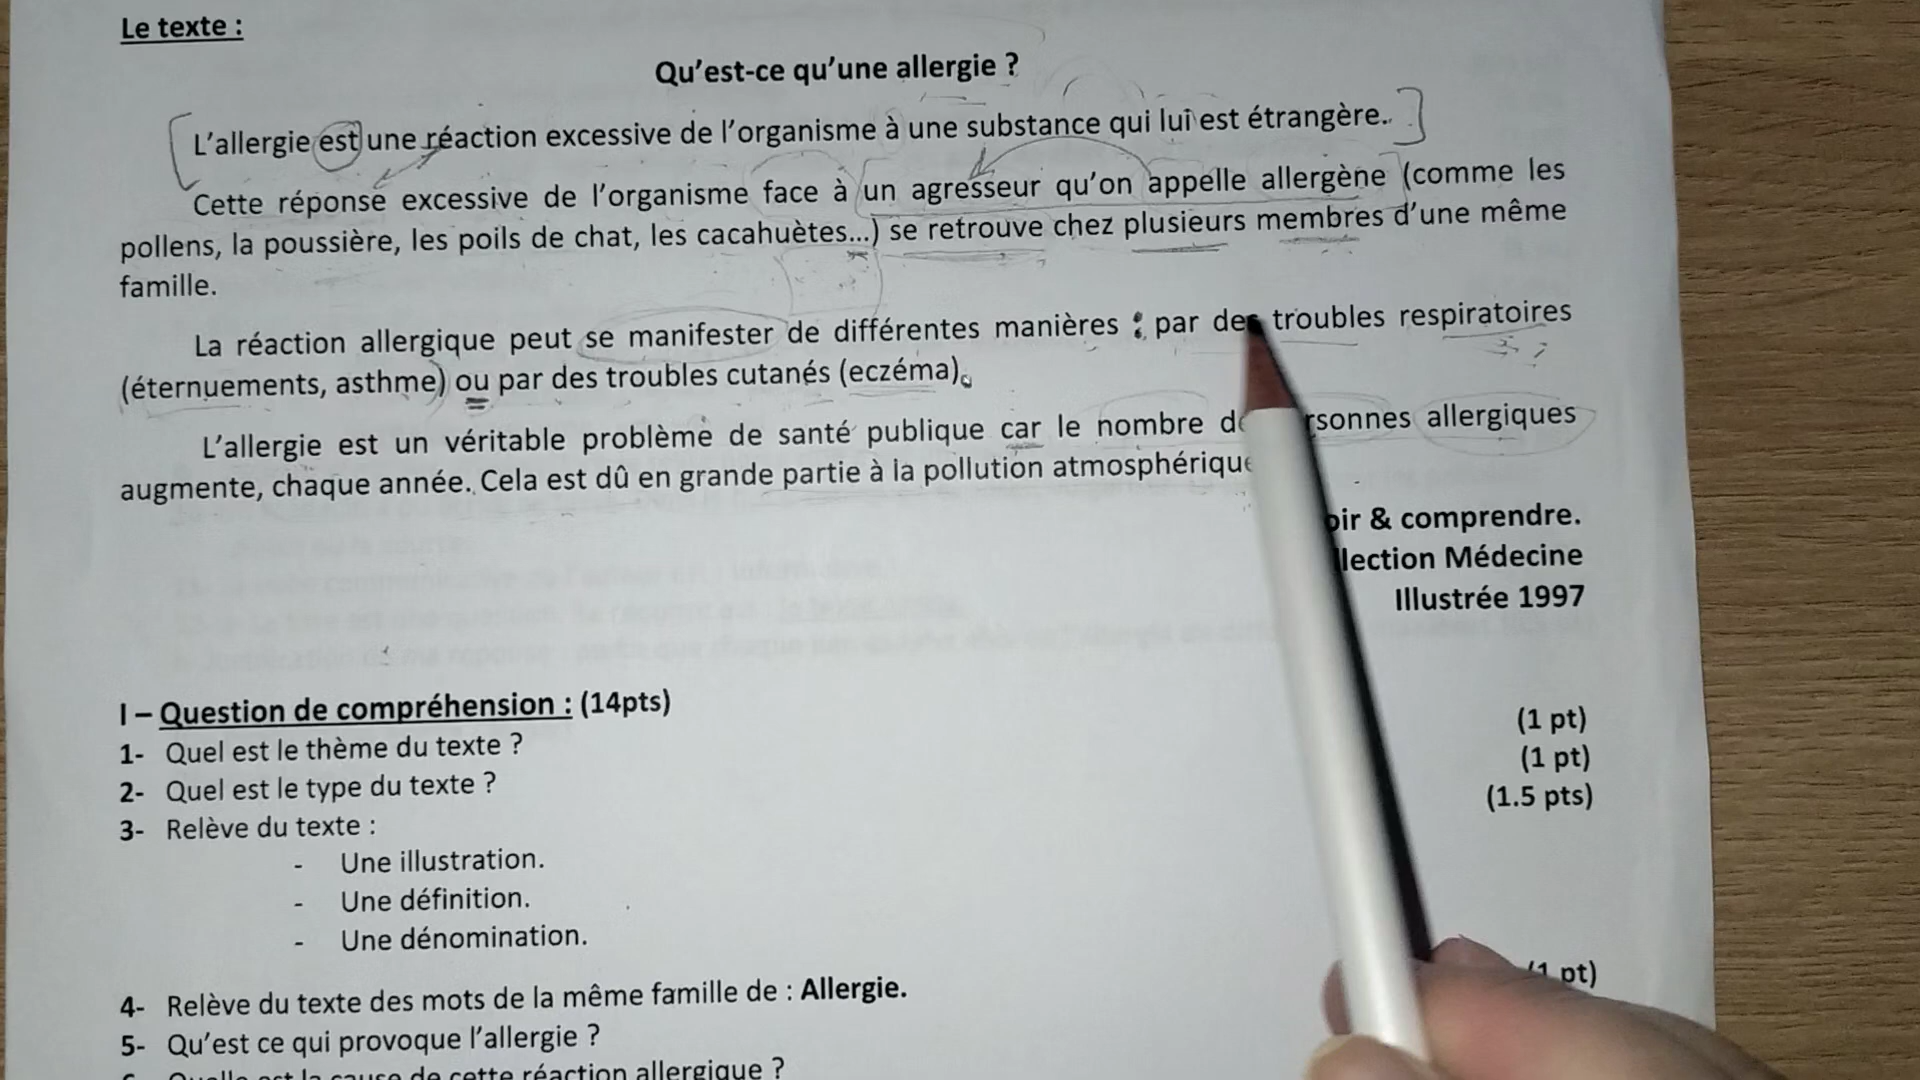 Le texte :
Qu'est-ce qu'une allergie ?
L'allergie est une réaction excessive de l'organisme à une substance qui lui est étrangère.
Cette réponse excessive de l'organisme face à un agresseur qu'on appelle allergène (comme les
pollens, la poussière, les poils de chat, les cacahuètes...) se retrouve chez plusieurs membres d'une même
famille.
La réaction allergique peut se manifester de différentes manières : par des troubles respiratoires
(éternuements, asthme) ou par des troubles cutanés (eczéma).
L'allergie est un véritable problème de santé publique car le nombre rsonnes allergiques
augmente, chaque année. Cela est dû en grande partie à la pollution atmosphérique
oir & comprendre.
llection Médecine
Illustrée 1997
I – Question de compréhension : (14pts)
1- Quel est le thème du texte ? (1 pt)
2- Quel est le type du texte ? (1 pt)
3- Relève du texte : (1.5 pts)
- Une illustration.
- Une définition.
- Une dénomination.
4- Relève du texte des mots de la même famille de : Allergie. (1 pt)
5- Qu'est ce qui provoque l'allergie ?
Quelle est la cause de cette réaction allergique ?